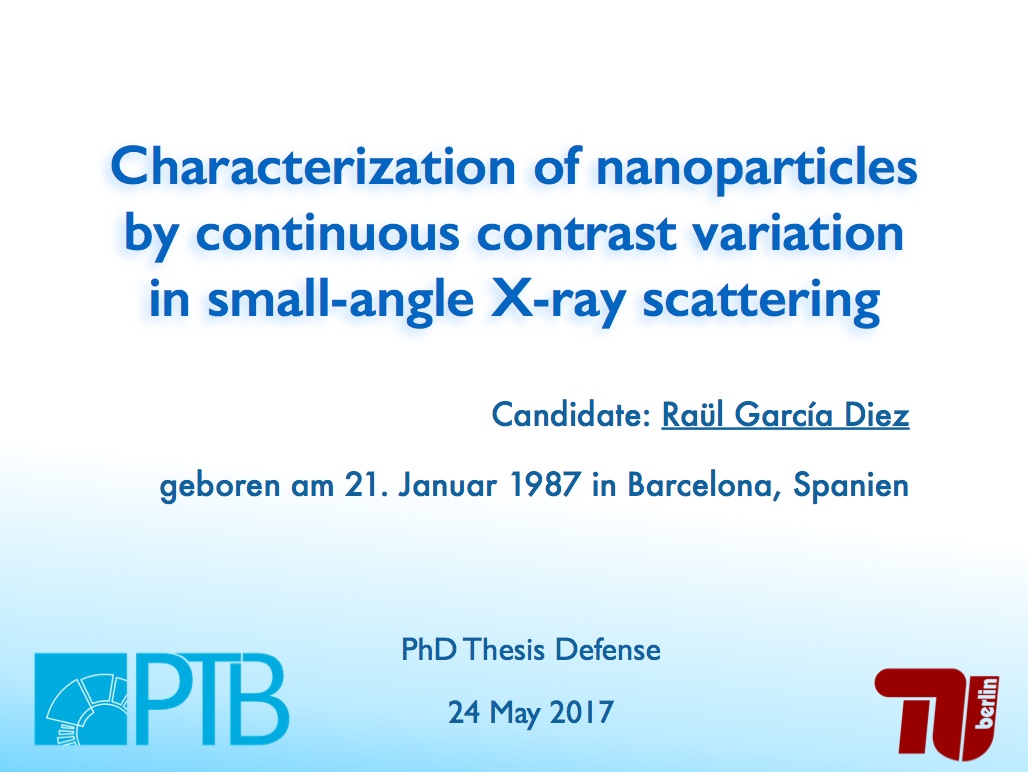 Characterization of nanoparticles
by continuous contrast variation
in small-angle X-ray scattering
Candidate: Raül García Diez
geboren am 21. Januar 1987 in Barcelona, Spanien
PhD Thesis Defense
24 May 2017
PTB
TU berlin